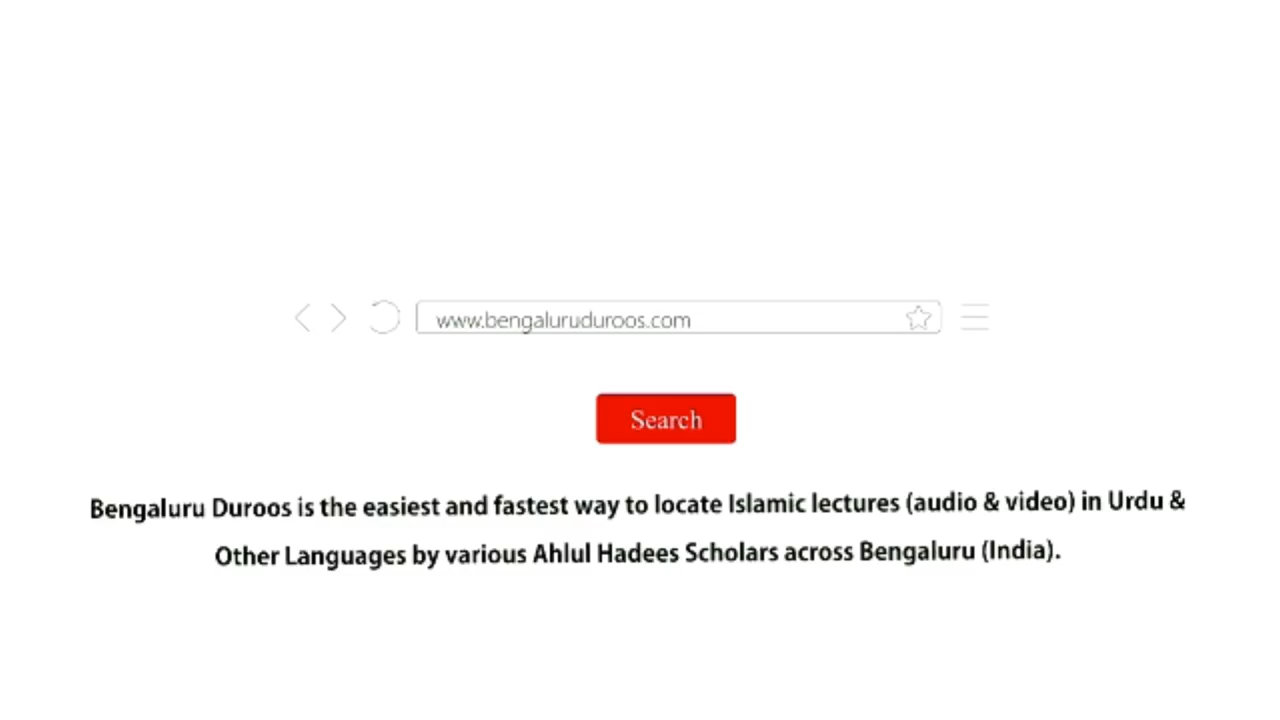 www.bengaluruduroos.com
Search
Bengaluru Duroos is the easiest and fastest way to locate Islamic lectures (audio & video) in Urdu &
Other Languages by various Ahlul Hadees Scholars across Bengaluru (India).